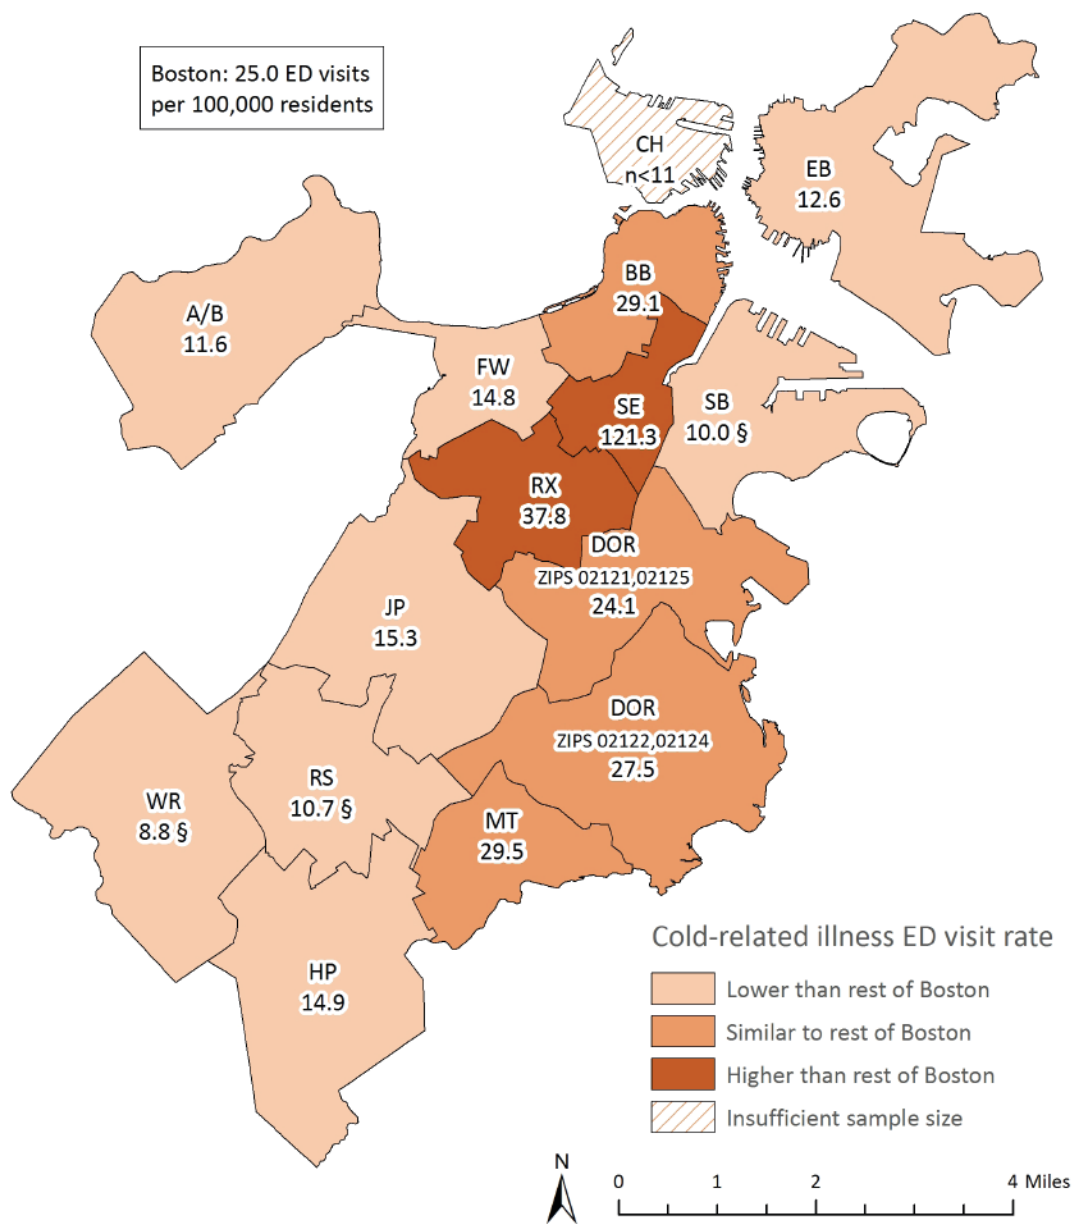 Boston: 25.0 ED visits
per 100,000 residents
CH
n<11
EB
12.6
BB
29.1
A/B
11.6
FW
14.8
SE
121.3
SB
10.0 §
RX
37.8
DOR
ZIPS 02121,02125
24.1
JP
15.3
DOR
ZIPS 02122,02124
27.5
RS
10.7 §
WR
8.8 §
MT
29.5
HP
14.9
Cold-related illness ED visit rate
Lower than rest of Boston
Similar to rest of Boston
Higher than rest of Boston
Insufficient sample size
N
0 1 2 4 Miles